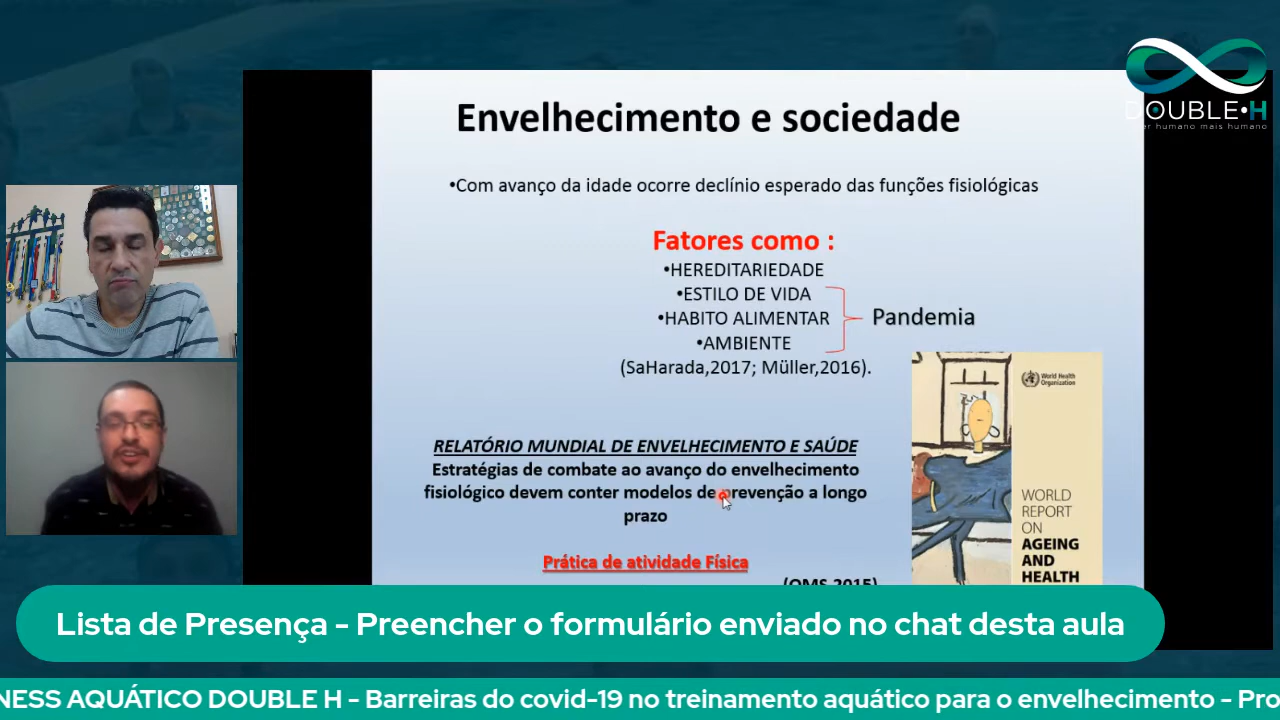 DOUBLE•H
er humano mais humano
Envelhecimento e sociedade
•Com avanço da idade ocorre declínio esperado das funções fisiológicas
Fatores como :
•HEREDITARIEDADE
•ESTILO DE VIDA
•HABITO ALIMENTAR
•AMBIENTE
Pandemia
(SaHarada,2017; Müller,2016).
RELATÓRIO MUNDIAL DE ENVELHECIMENTO E SAÚDE
Estratégias de combate ao avanço do envelhecimento
fisiológico devem conter modelos de prevenção a longo
prazo
Prática de atividade Física
(OMS,2015)
World Health
Organization
WORLD
REPORT
ON
AGEING
AND
HEALTH
Lista de Presença - Preencher o formulário enviado no chat desta aula
NESS AQUÁTICO DOUBLE H - Barreiras do covid-19 no treinamento aquático para o envelhecimento - Pro